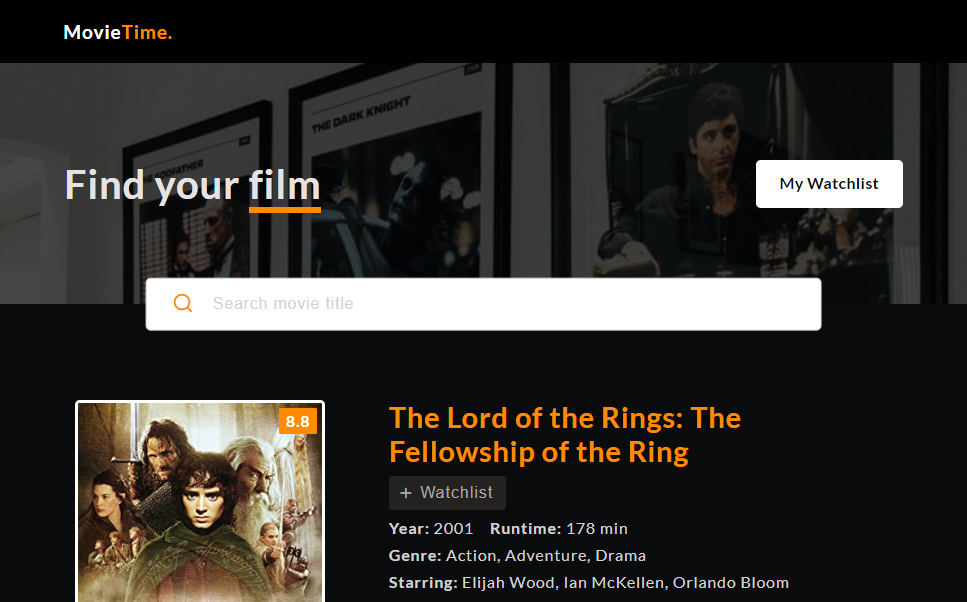 MovieTime.
THE DARK KNIGHT
THE GODFATHER
Find your film
My Watchlist
Search movie title
8.8
The Lord of the Rings: The
Fellowship of the Ring
+ Watchlist
Year: 2001 Runtime: 178 min
Genre: Action, Adventure, Drama
Starring: Elijah Wood, Ian McKellen, Orlando Bloom